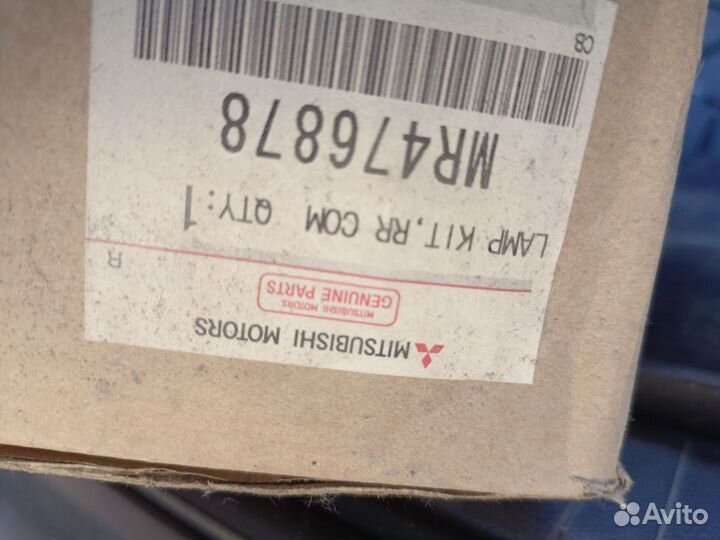 MITSUBISHI MOTORS
MITSUBISHI MOTORS
GENUINE PARTS
R
LAMP KIT,RR COM QTY:1
MR476878
CB
Avito